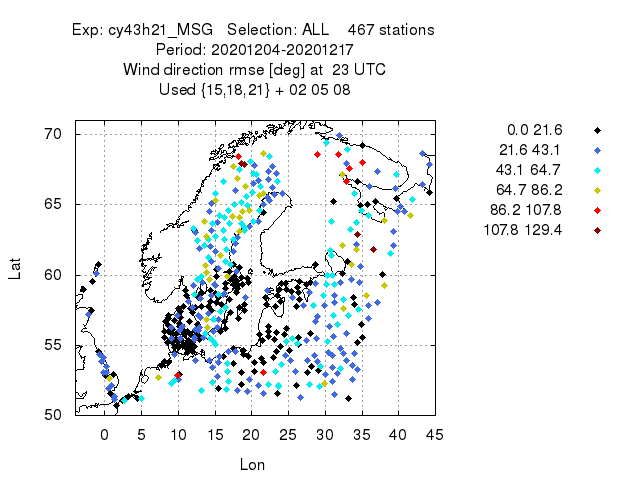 Exp: cy43h21_MSG   Selection: ALL    467 stations
Period: 20201204-20201217
Wind direction rmse [deg] at  23 UTC
Used {15,18,21} + 02 05 08
70
65
60
55
50
Lat
0 5 10 15 20 25 30 35 40 45
Lon
0.0 21.6
21.6 43.1
43.1 64.7
64.7 86.2
86.2 107.8
107.8 129.4